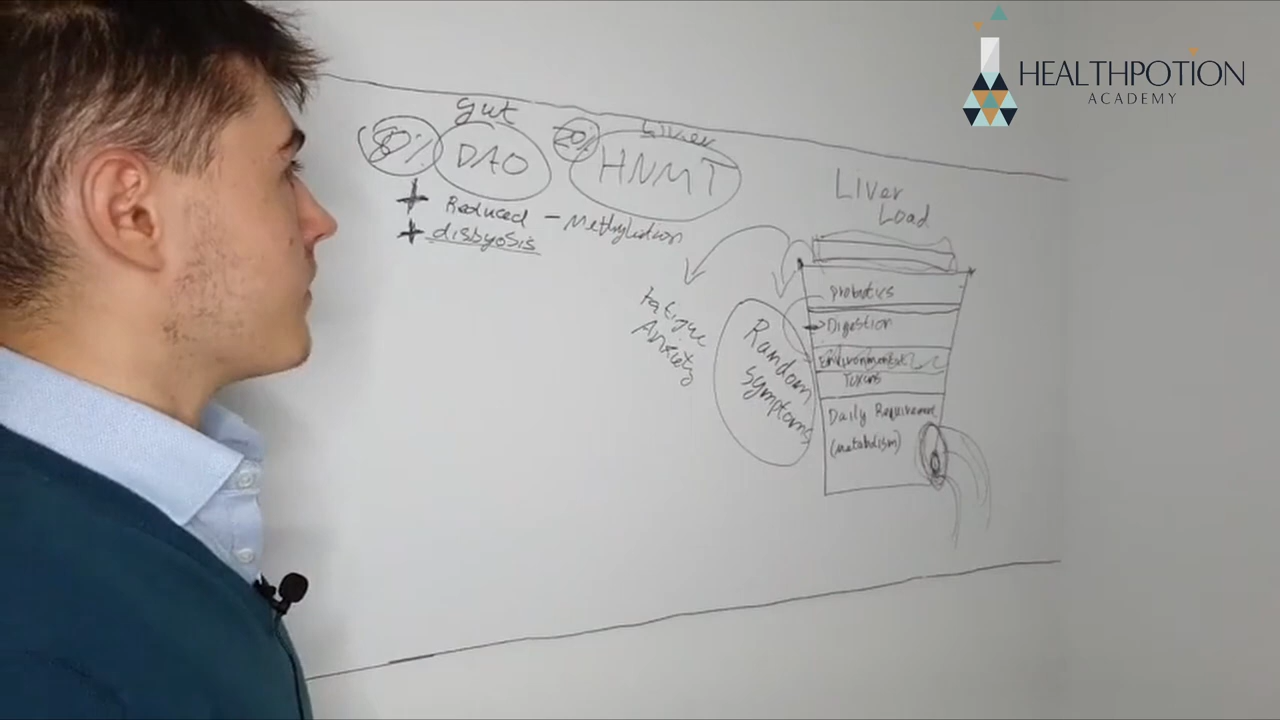 HEALTHPOTION
ACADEMY
gut
80%
DAO
20%
Liver
HNMT
+ Reduced - Methylation
+ disbyosis
Liver
Load
Fatigue
Anxiety
Random
Symptoms
Probiotics
Digestion
Environmental
Toxins
Daily Requirement
(metabolism)